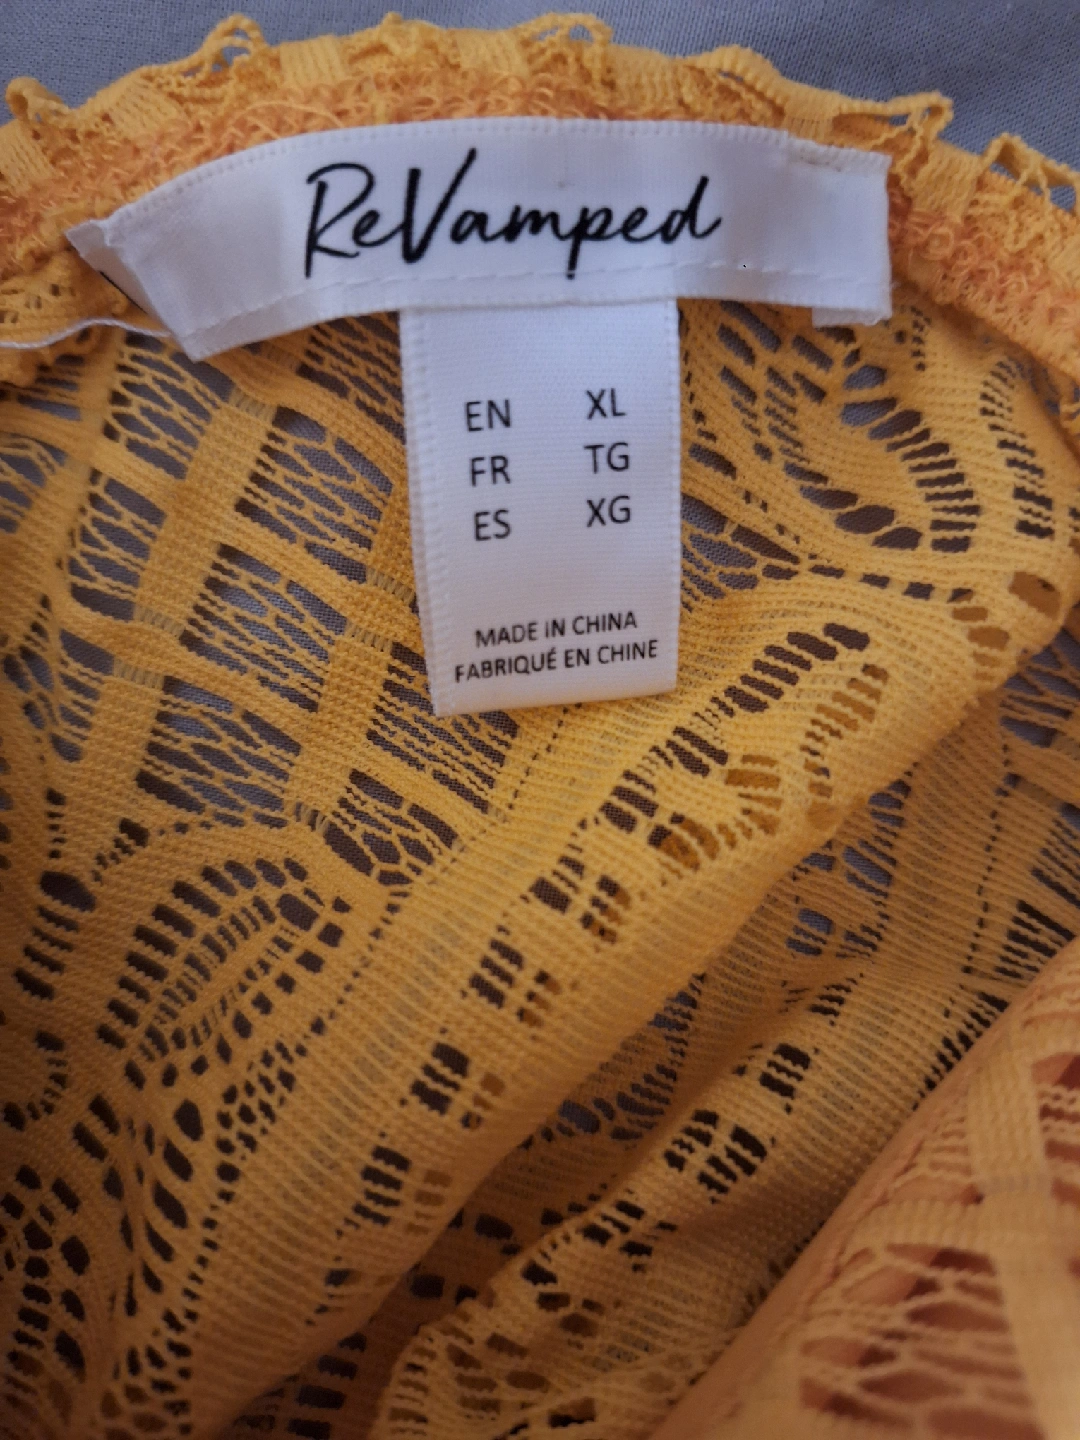 ReVamped
EN XL
FR TG
ES XG
MADE IN CHINA
FABRIQUÉ EN CHINE